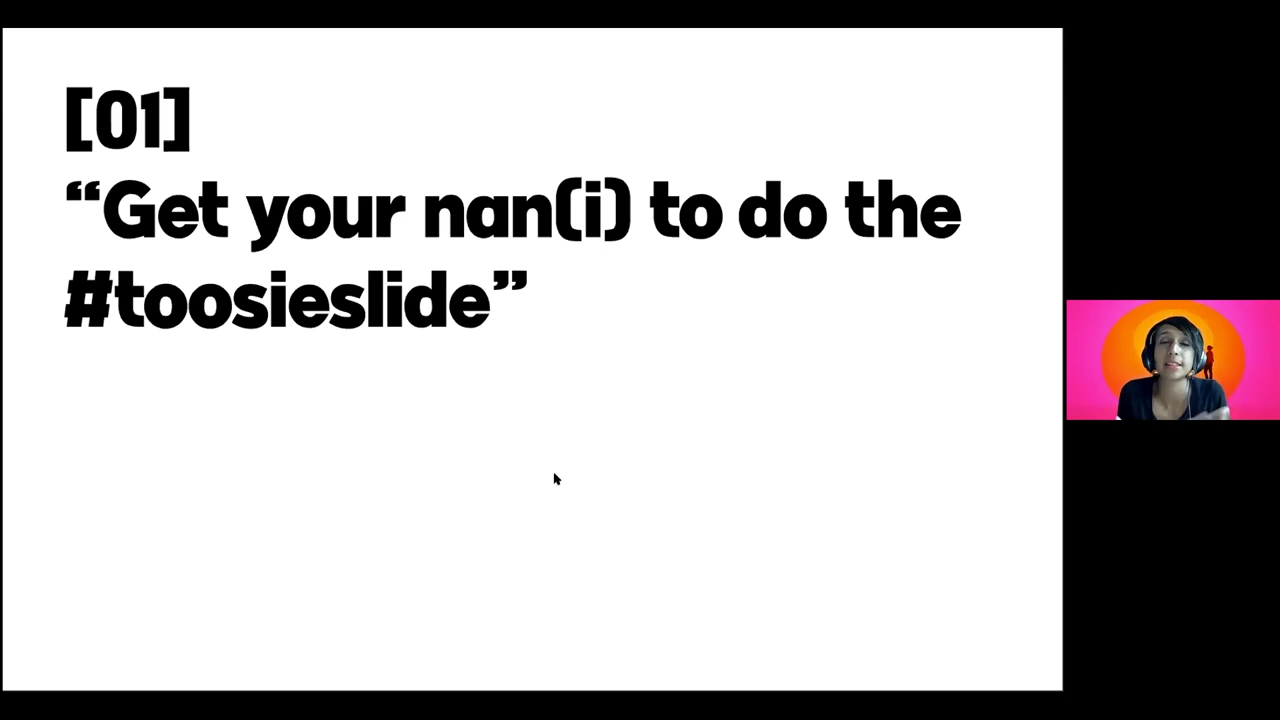 [01]
“Get your nan(i) to do the
#toosieslide”